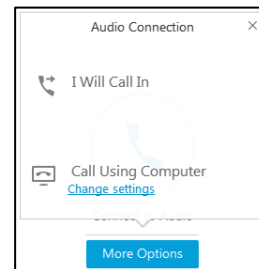 Audio Connection
I Will Call In
Call Using Computer
Change settings
More Options